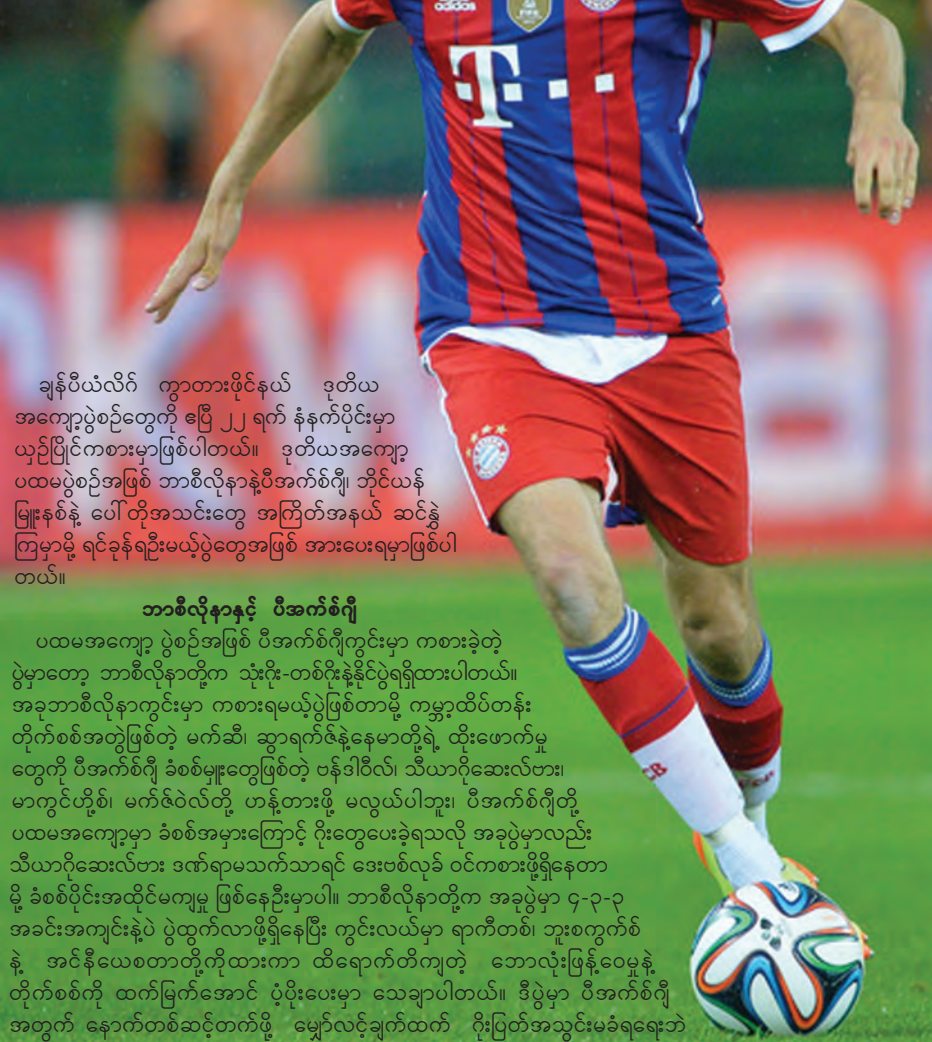 adidas
FIFA
T
ချန်ပီယံလိဂ် ကွာတားဖိုင်နယ် ဒုတိယ
အကျော့ပွဲစဉ်တွေကို ဧပြီ ၂၂ ရက် နံနက်ပိုင်းမှာ
ယှဉ်ပြိုင်ကစားမှာဖြစ်ပါတယ်။ ဒုတိယအကျော့
ပထမပွဲစဉ်အဖြစ် ဘာစီလိုနာနဲ့ပီအက်စ်ဂျီ၊ ဘိုင်ယန်
မြူးနစ်နဲ့ ပေါ်တိုအသင်းတွေ အကြိတ်အနယ် ဆင်နွှဲ
ကြမှာမို့ ရင်ခုန်ရဦးမယ့်ပွဲတွေအဖြစ် အားပေးရမှာဖြစ်ပါ
တယ်။
ဘာစီလိုနာနှင့် ပီအက်စ်ဂျီ
ပထမအကျော့ ပွဲစဉ်အဖြစ် ပီအက်စ်ဂျီကွင်းမှာ ကစားခဲ့တဲ့
ပွဲမှာတော့ ဘာစီလိုနာတို့က သုံးဂိုး-တစ်ဂိုးနဲ့နိုင်ပွဲရရှိထားပါတယ်။
အခုဘာစီလိုနာကွင်းမှာ ကစားရမယ့်ပွဲဖြစ်တာမို့ ကမ္ဘာ့ထိပ်တန်း
တိုက်စစ်အတွဲဖြစ်တဲ့ မက်ဆီ၊ ဆွာရက်ဇ်နဲ့နေမာတို့ရဲ့ ထိုးဖောက်မှု
တွေကို ပီအက်စ်ဂျီ ခံစစ်မှူးတွေဖြစ်တဲ့ ဗန်ဒါဝီလ်၊ သီယာဂိုဆေးလ်ဗား၊
မာကွင်ဟို့စ်၊ မက်ဇ်ဝဲလ်တို့ ဟန့်တားဖို့ မလွယ်ပါဘူး၊ ပီအက်စ်ဂျီတို့
ပထမအကျော့မှာ ခံစစ်အမှားကြောင့် ဂိုးတွေပေးခဲ့ရသလို အခုပွဲမှာလည်း
သီယာဂိုဆေးလ်ဗား ဒဏ်ရာမသက်သာရင် ဒေးဗစ်လုခ် ဝင်ကစားဖို့ရှိနေတာ
မို့ ခံစစ်ပိုင်းအထိုင်မကျမှု ဖြစ်နေဦးမှာပါ။ ဘာစီလိုနာတို့က အခုပွဲမှာ ၄-၃-၃
အခင်းအကျင်းနဲ့ပဲ ပွဲထွက်လာဖို့ရှိနေပြီး ကွင်းလယ်မှာ ရာကီတစ်၊ ဘူးစကွက်စ်
နဲ့ အင်နီယေစတာတို့ကိုထားကာ ထိရောက်တိကျတဲ့ ဘောလုံးဖြန့်ဝေမှုနဲ့
တိုက်စစ်ကို ထက်မြက်အောင် ပံ့ပိုးပေးမှာ သေချာပါတယ်။ ဒီပွဲမှာ ပီအက်စ်ဂျီ
အတွက် နောက်တစ်ဆင့်တက်ဖို့ မျှော်လင့်ချက်ထက် ဂိုးပြတ်အသွင်းမခံရရေးဘဲ